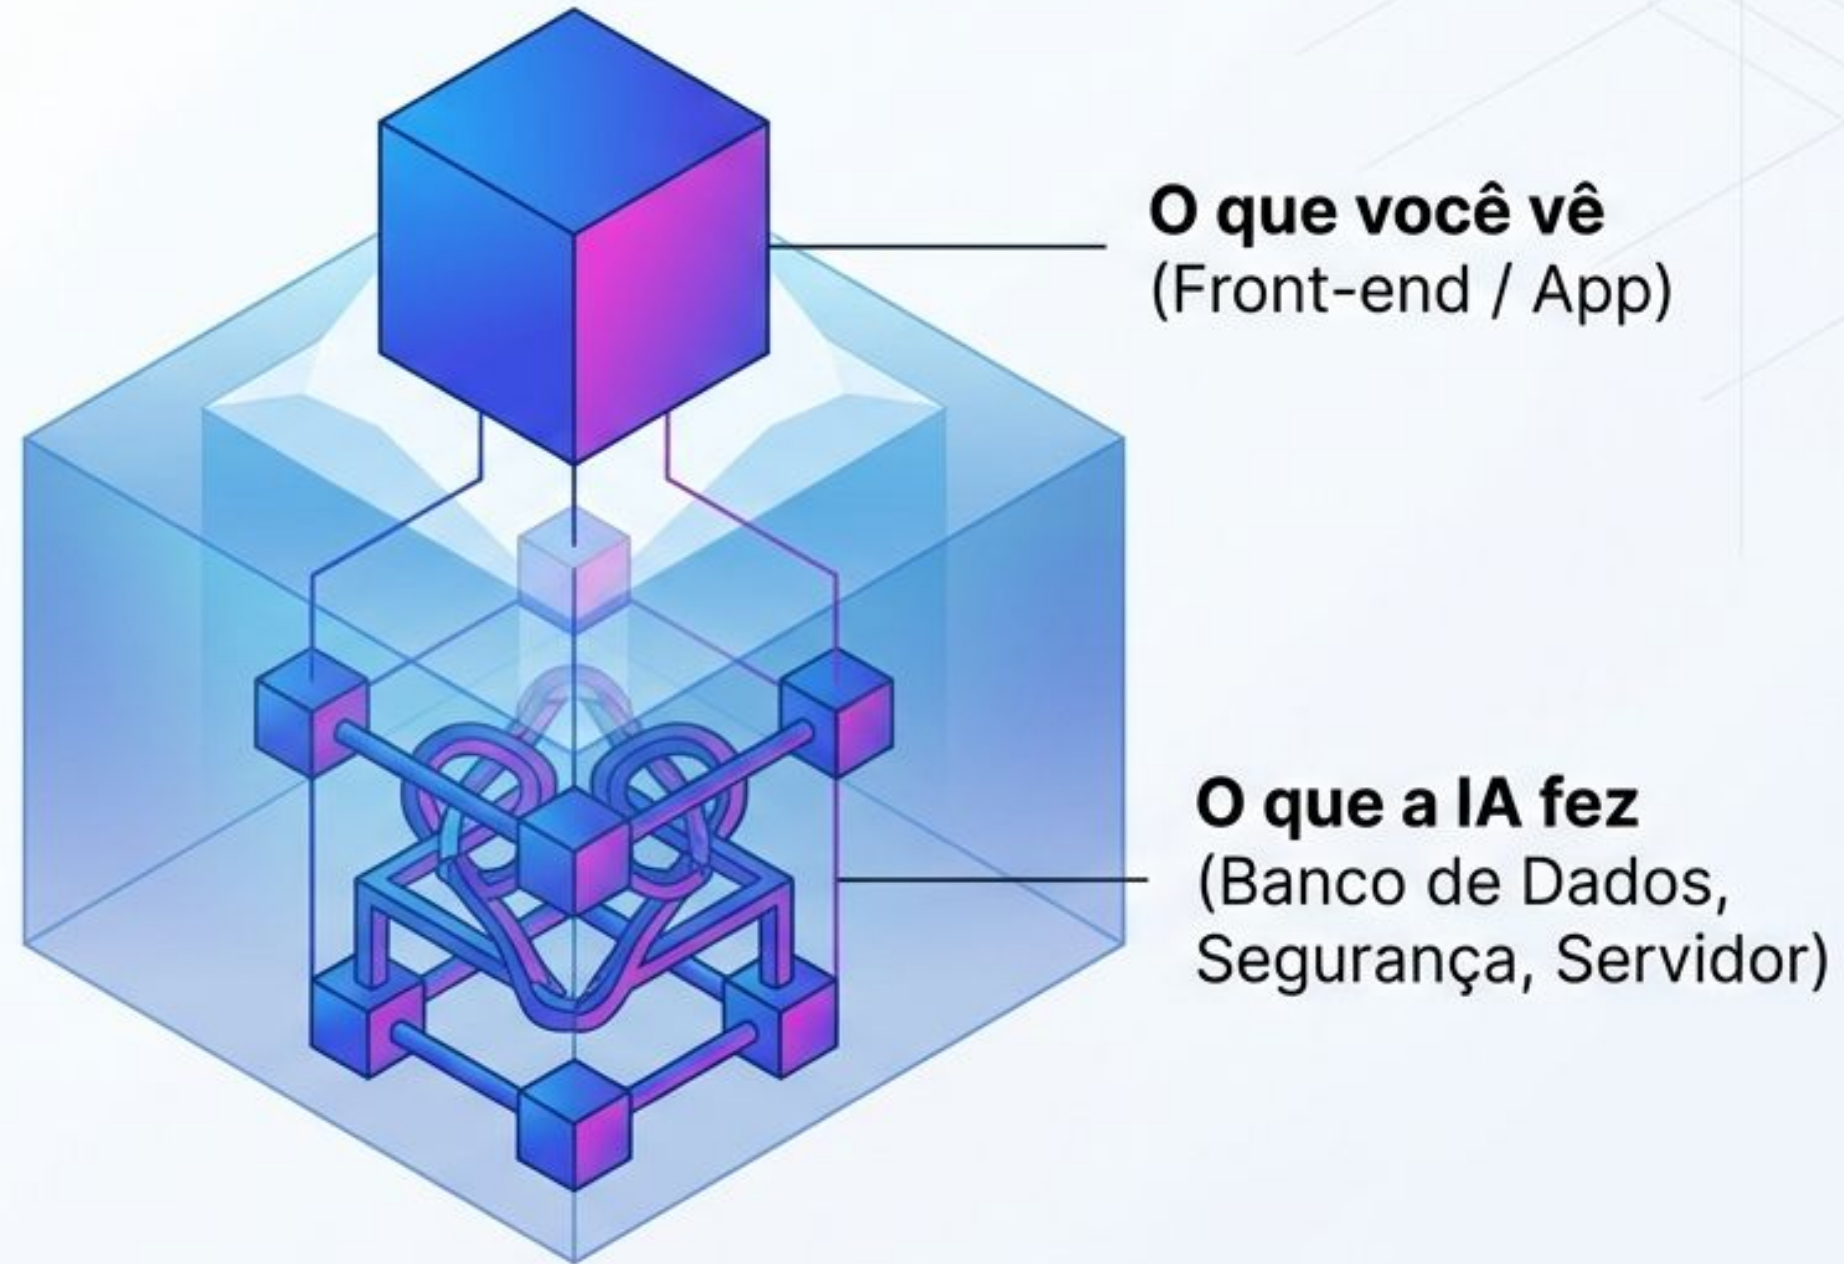 O que você vê
(Front-end / App)
O que a IA fez
(Banco de Dados,
Segurança, Servidor)